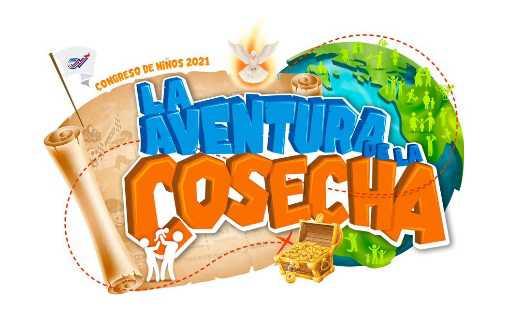 CONGRESO DE NIÑOS 2021
LA
AVENTURA
DE LA
COSECHA